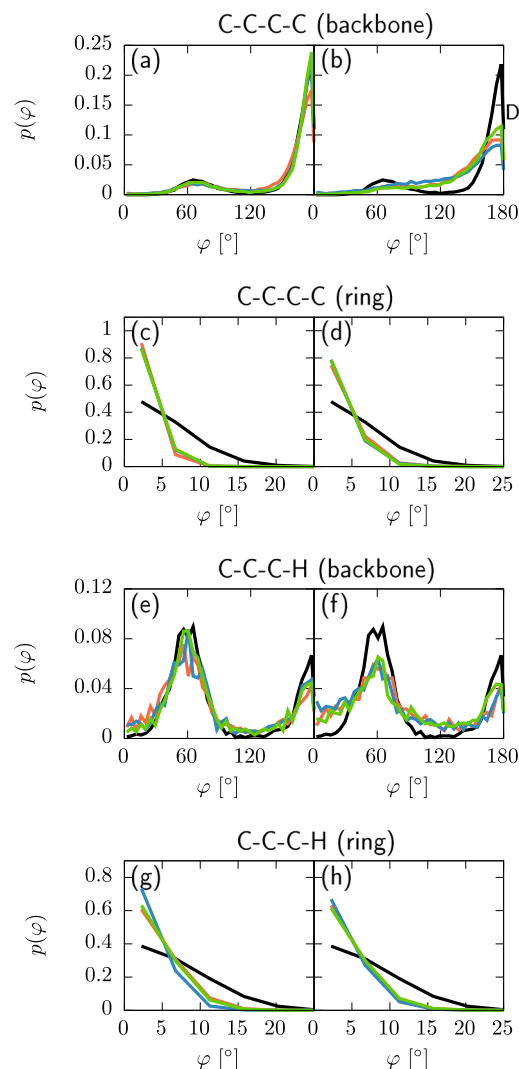 C-C-C-C (backbone)
0.25
0.2
0.15
0.1
0.05
0
p(φ)
(a)
(b)
D
0 60 120 0 60 120 180
φ [°] φ [°]
C-C-C-C (ring)
1
0.8
0.6
0.4
0.2
0
p(φ)
(c)
(d)
0 5 10 15 20 0 5 10 15 20 25
φ [°] φ [°]
C-C-C-H (backbone)
0.12
0.08
0.04
0
p(φ)
(e)
(f)
0 60 120 0 60 120 180
φ [°] φ [°]
C-C-C-H (ring)
0.8
0.6
0.4
0.2
0
p(φ)
(g)
(h)
0 5 10 15 20 0 5 10 15 20 25
φ [°] φ [°]